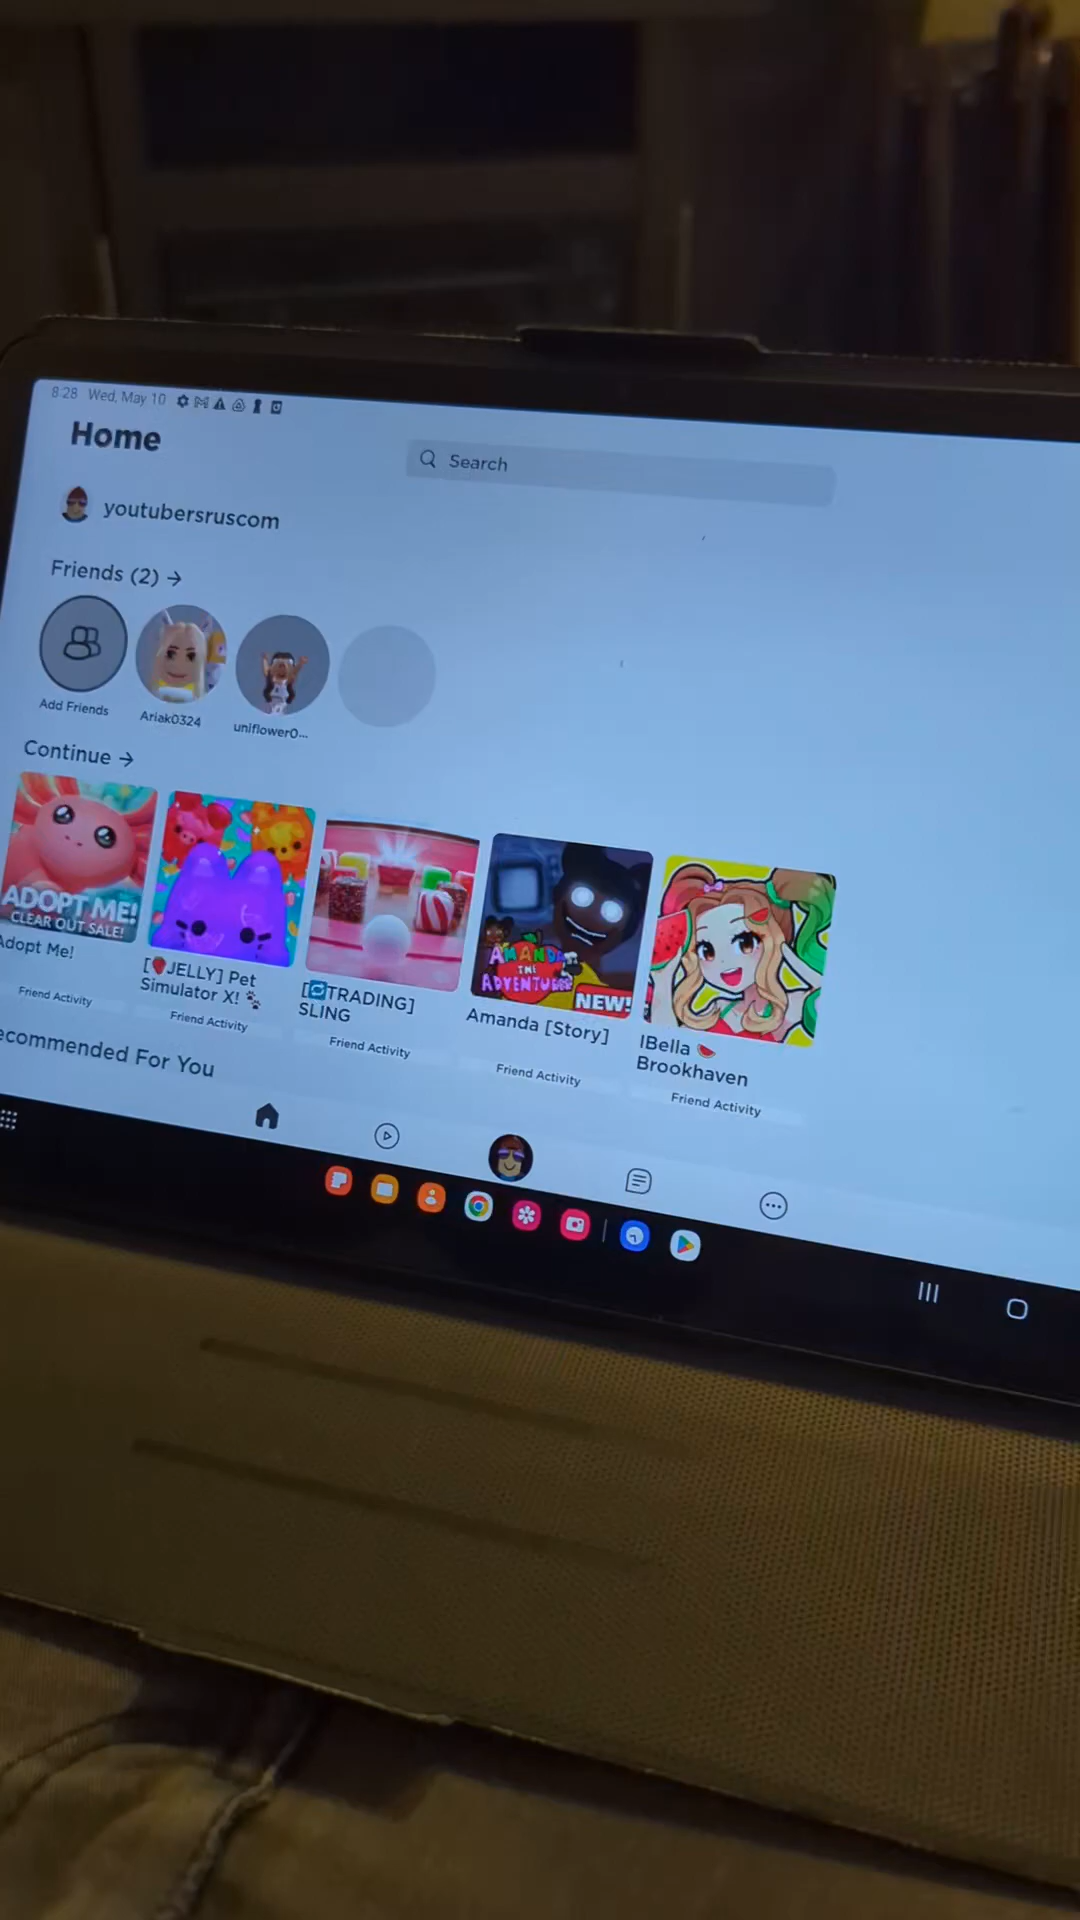 8:28 Wed, May 10
Home
Search
youtubersruscom
Friends (2) →
Add Friends
Ariak0324
uniflower0...
Continue →
ADOPT ME!
CLEAR OUT SALE!
Adopt Me!
Friend Activity
[🍓JELLY] Pet
Simulator X! 🐾
Friend Activity
[🔁TRADING]
SLING
Friend Activity
AMANDA
THE
ADVENTURER
NEW!
Amanda [Story]
Friend Activity
IBella 🍉
Brookhaven
Friend Activity
ecommended For You